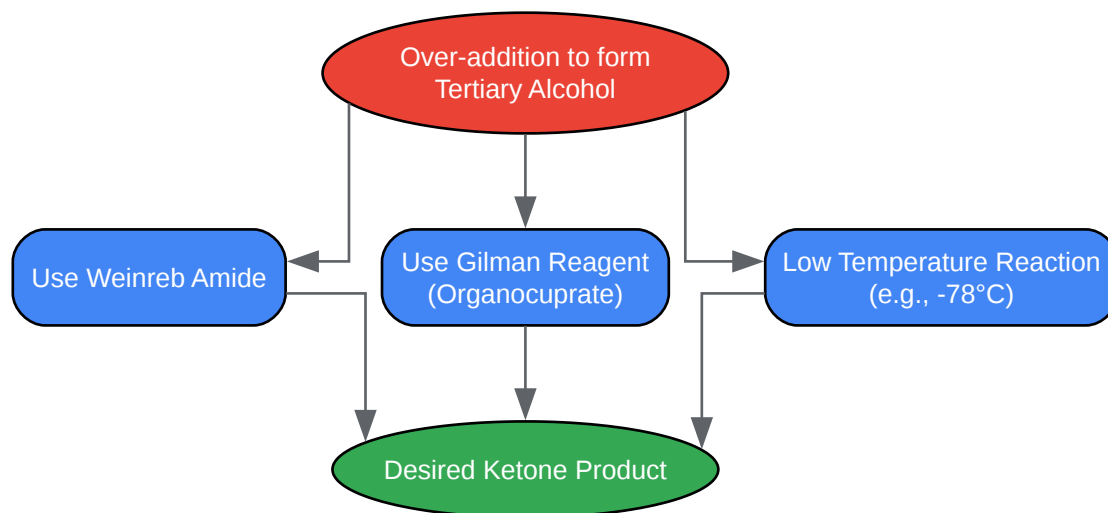 Over-addition to form
Tertiary Alcohol
Use Weinreb Amide
Use Gilman Reagent
(Organocuprate)
Low Temperature Reaction
(e.g., -78°C)
Desired Ketone Product